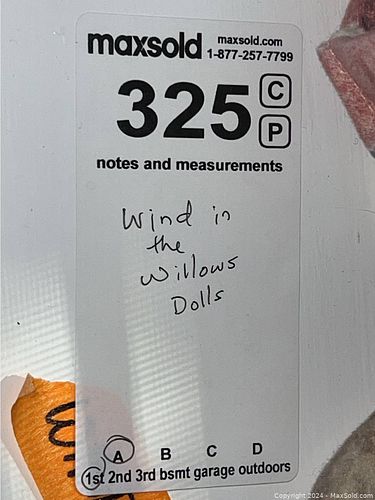 maxsold maxsold.com
1-877-257-7799
325 C
P
notes and measurements
Wind in
the
Willows
Dolls
A B C D
1st 2nd 3rd bsmt garage outdoors
Copyright 2024 - MaxSold.com